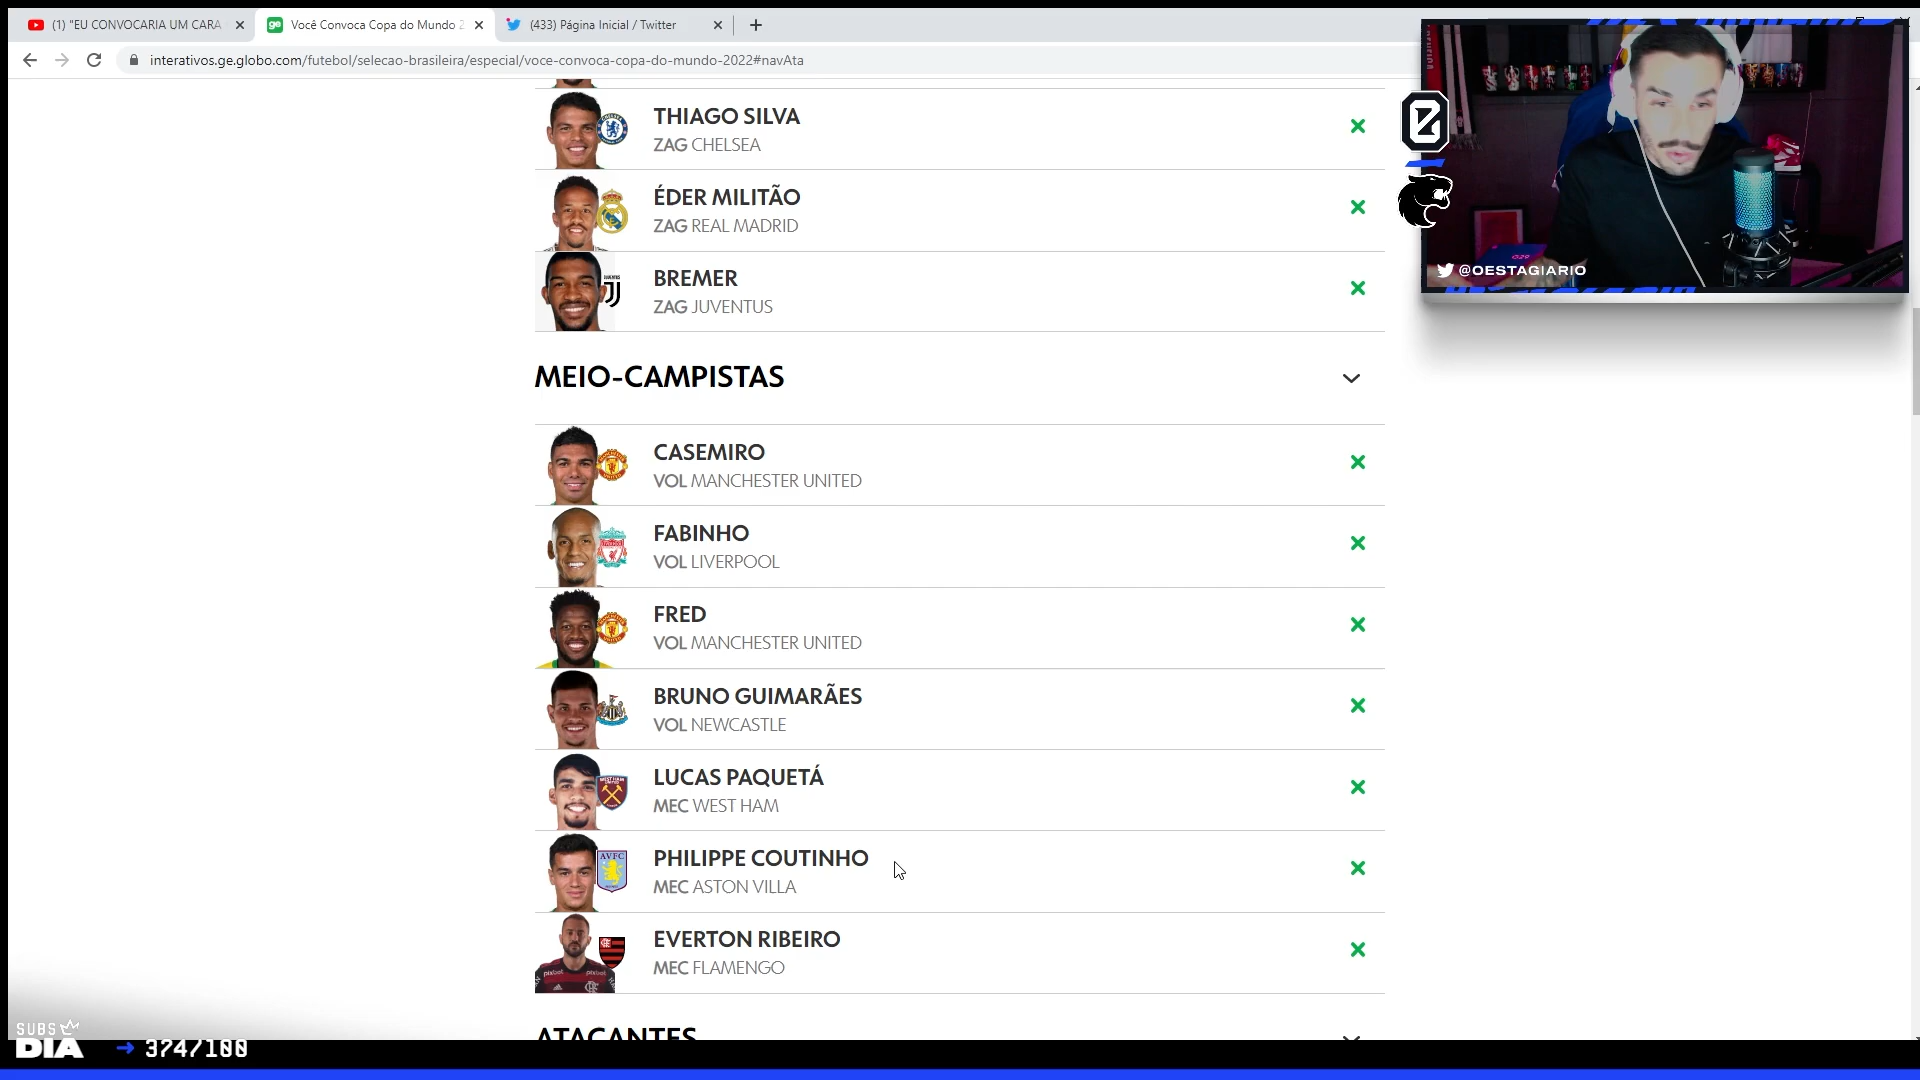 (1) "EU CONVOCARIA UM CARA
Você Convoca Copa do Mundo 2
(433) Página Inicial / Twitter
interativos.ge.globo.com/futebol/selecao-brasileira/especial/voce-convoca-copa-do-mundo-2022#navAta
THIAGO SILVA
ZAG CHELSEA
ÉDER MILITÃO
ZAG REAL MADRID
BREMER
ZAG JUVENTUS
MEIO-CAMPISTAS
CASEMIRO
VOL MANCHESTER UNITED
FABINHO
VOL LIVERPOOL
FRED
VOL MANCHESTER UNITED
BRUNO GUIMARÃES
VOL NEWCASTLE
LUCAS PAQUETÁ
MEC WEST HAM
PHILIPPE COUTINHO
MEC ASTON VILLA
EVERTON RIBEIRO
MEC FLAMENGO
ATACANTES
@OESTAGIARIO
SUBS
DIA → 374/100